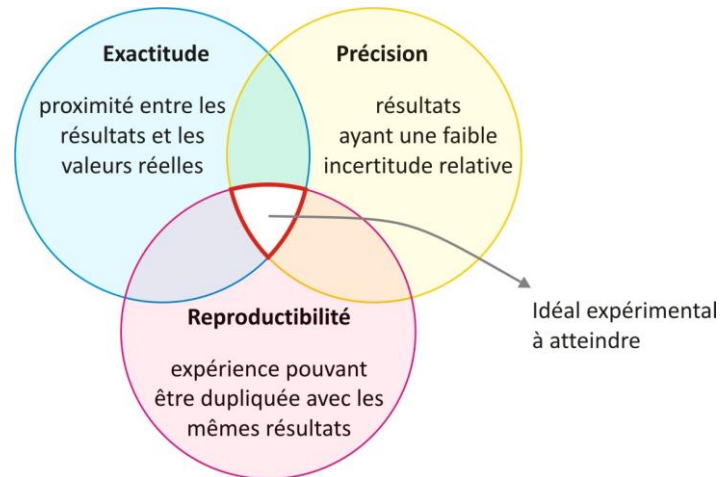 Exactitude
proximité entre les
résultats et les
valeurs réelles
Précision
résultats
ayant une faible
incertitude relative
Reproductibilité
expérience pouvant
être dupliquée avec les
mêmes résultats
Idéal expérimental
à atteindre